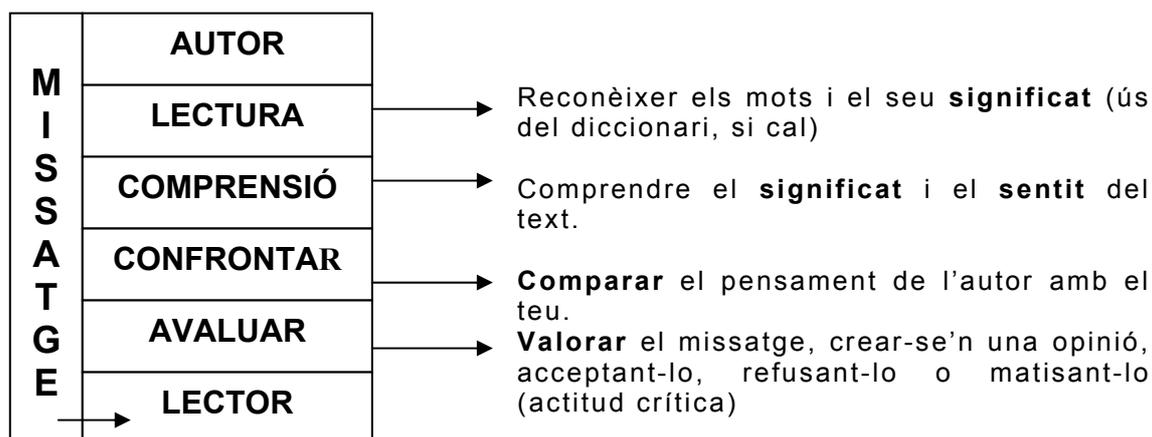 MISSATGE
AUTOR
LECTURA
COMPRENSIÓ
CONFRONTAR
AVALUAR
LECTOR
Reconèixer els mots i el seu significat (ús
del diccionari, si cal)
Comprendre el significat i el sentit del
text.
Comparar el pensament de l’autor amb el
teu.
Valorar el missatge, crear-se’n una opinió,
acceptant-lo, refusant-lo o matisant-lo
(actitud crítica)